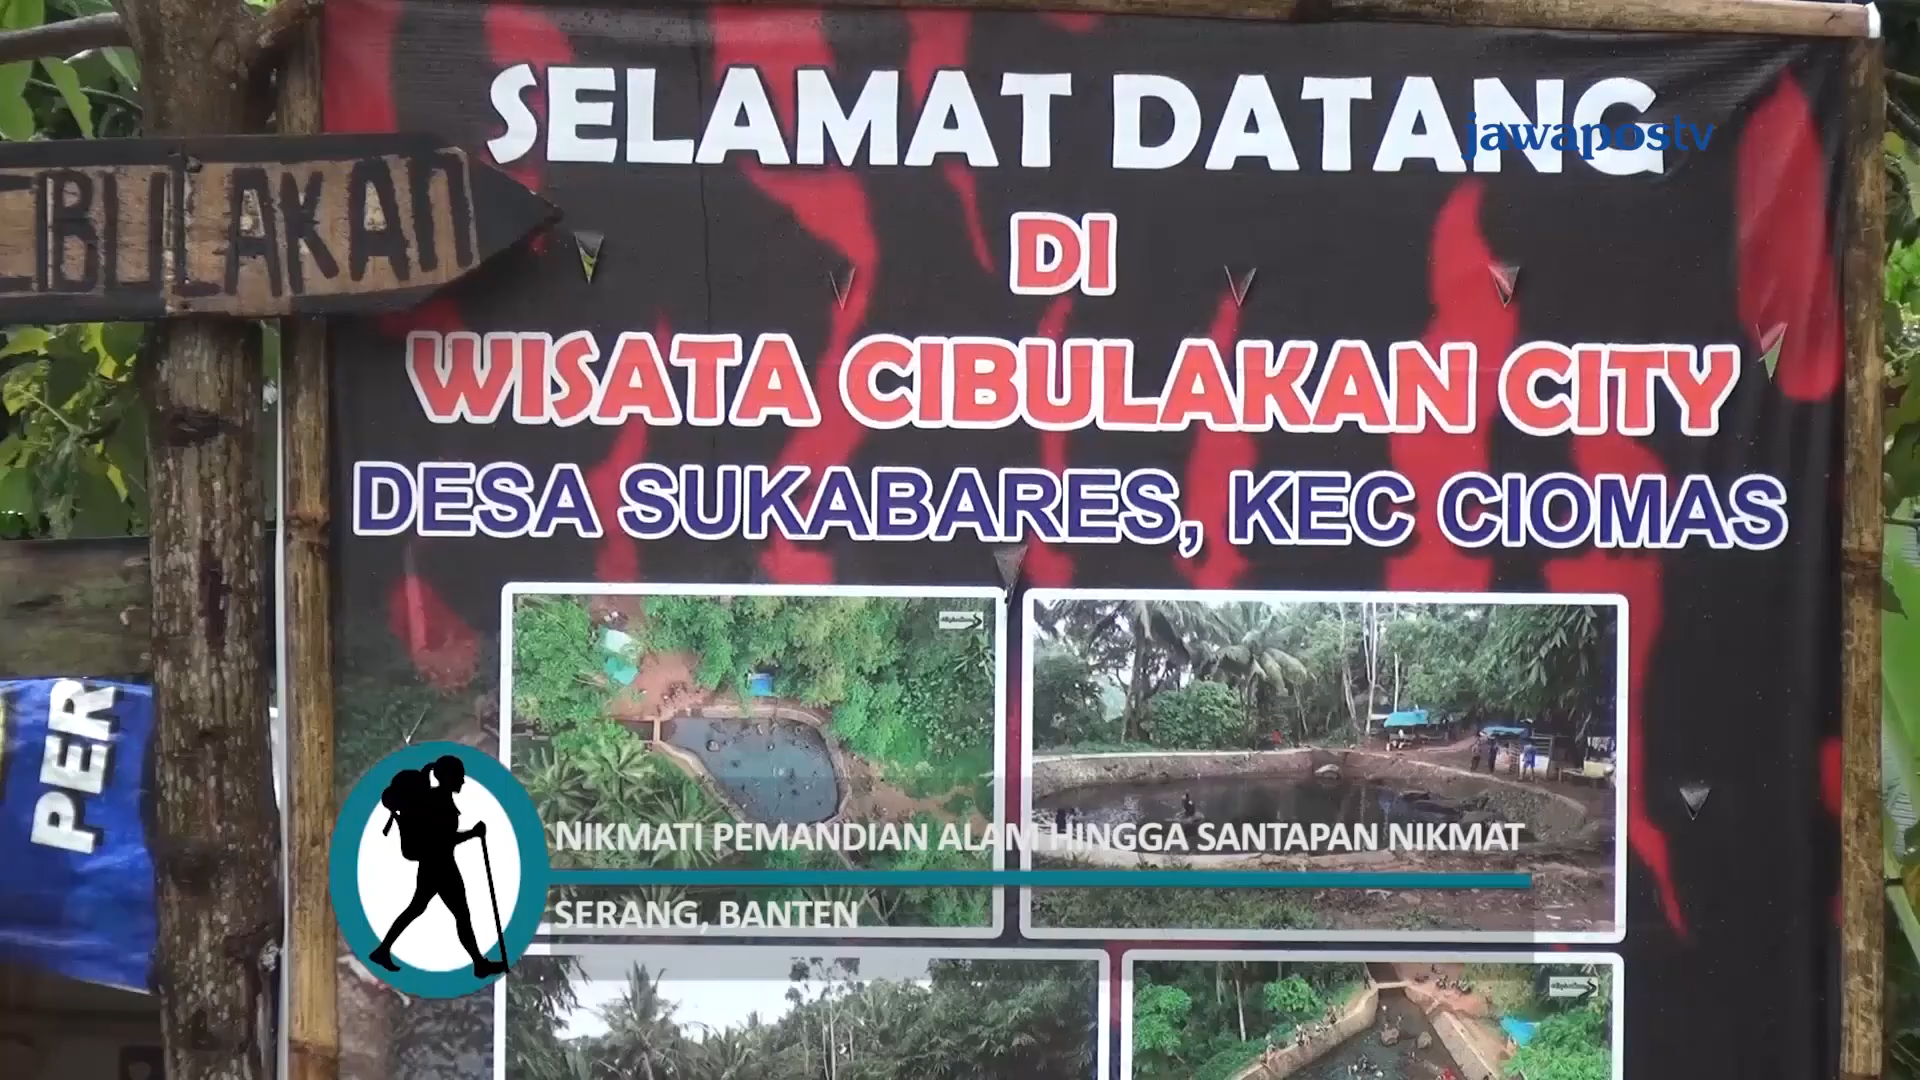 SELAMAT DATANG
jawapostv
DI
CIBULAKAN
WISATA CIBULAKAN CITY
DESA SUKABARES, KEC CIOMAS
PER
NIKMATI PEMANDIAN ALAM HINGGA SANTAPAN NIKMAT
SERANG, BANTEN